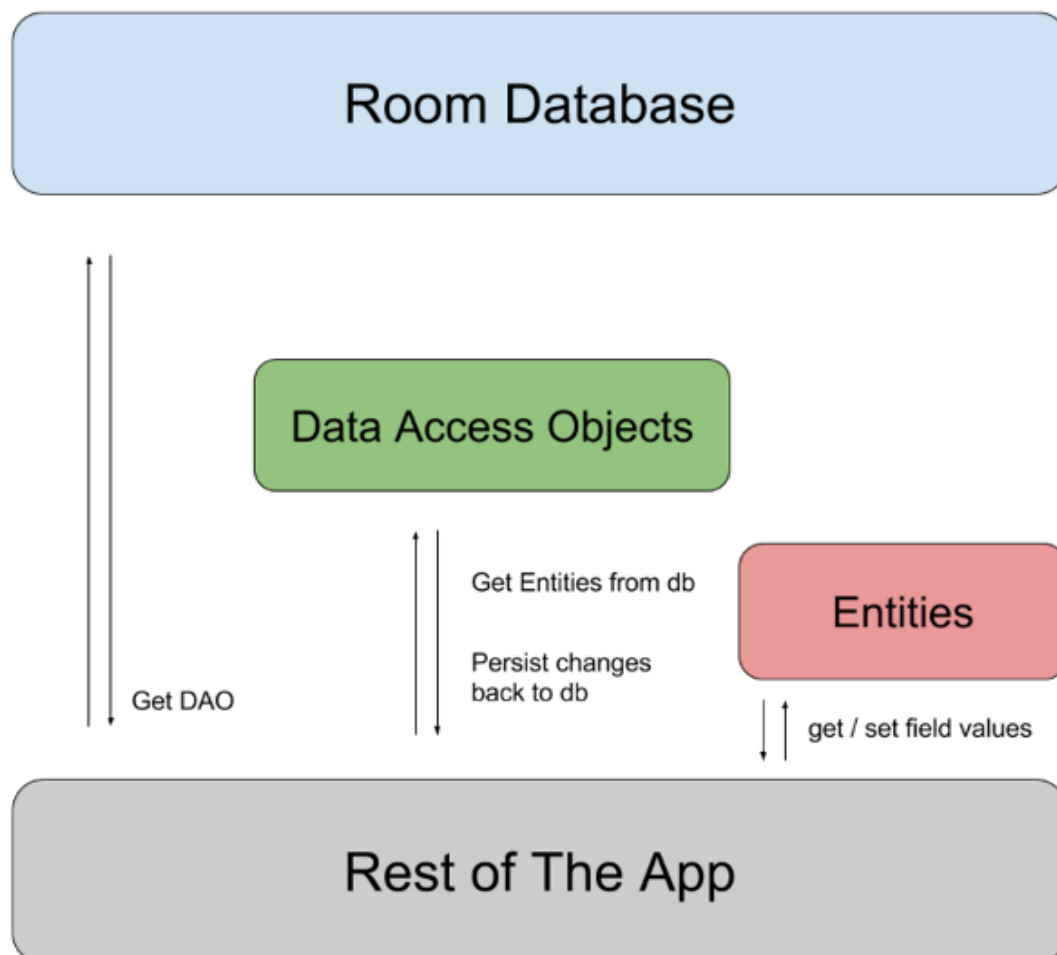 Room Database
Data Access Objects
Get Entities from db
Entities
Persist changes
back to db
Get DAO
get / set field values
Rest of The App